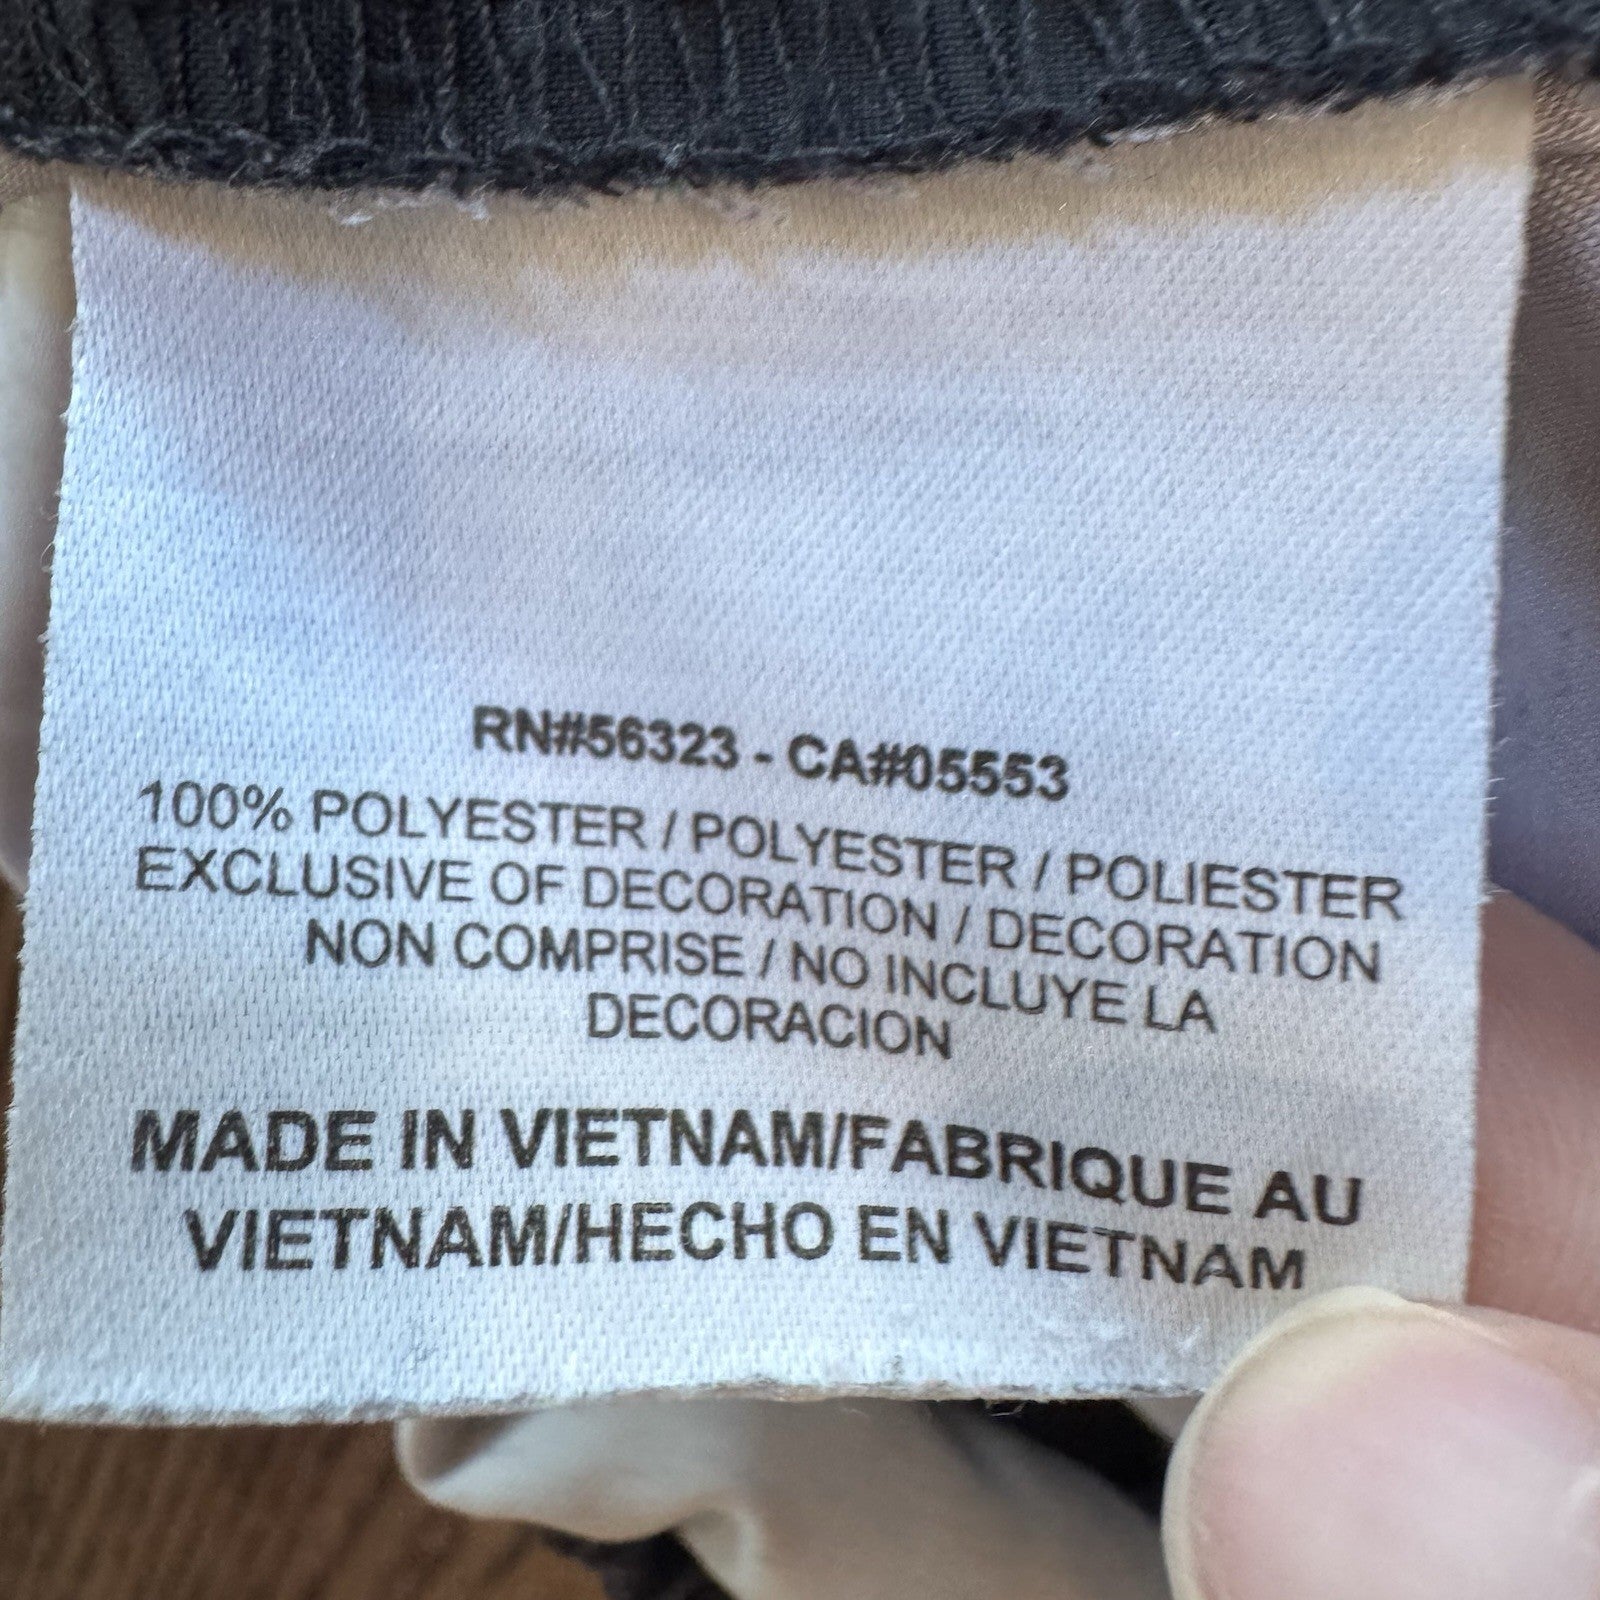 RN#56323 - CA#05553
100% POLYESTER / POLYESTER / POLIESTER
EXCLUSIVE OF DECORATION / DECORATION
NON COMPRISE / NO INCLUYE LA
DECORACION
MADE IN VIETNAM/FABRIQUE AU
VIETNAM/HECHO EN VIETNAM